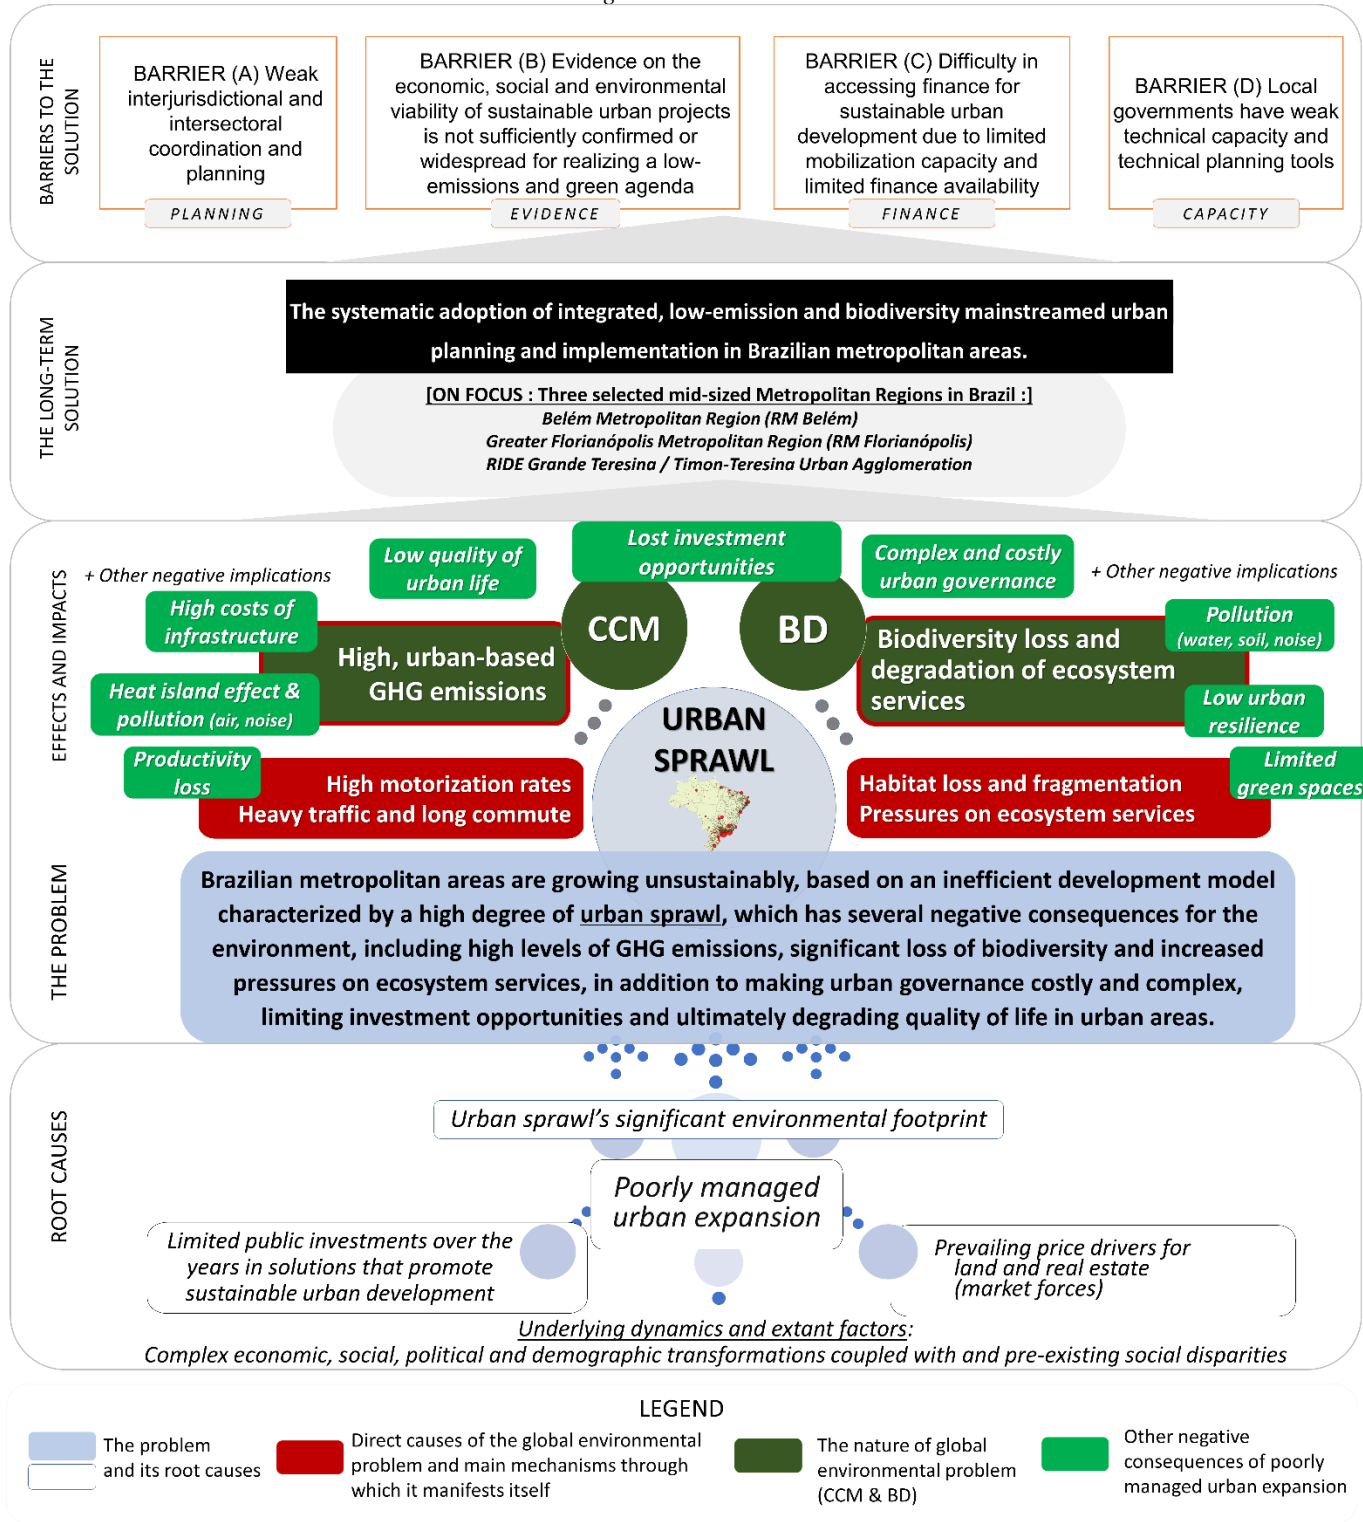 BARRIERS TO THE
SOLUTION
BARRIER (A) Weak
interjurisdictional and
intersectoral
coordination and
planning
PLANNING
BARRIER (B) Evidence on the
economic, social and environmental
viability of sustainable urban projects
is not sufficiently confirmed or
widespread for realizing a low-
emissions and green agenda
EVIDENCE
BARRIER (C) Difficulty in
accessing finance for
sustainable urban
development due to limited
mobilization capacity and
limited finance availability
FINANCE
BARRIER (D) Local
governments have weak
technical capacity and
technical planning tools
CAPACITY
THE LONG-TERM
SOLUTION
The systematic adoption of integrated, low-emission and biodiversity mainstreamed urban
planning and implementation in Brazilian metropolitan areas.
[ON FOCUS : Three selected mid-sized Metropolitan Regions in Brazil :]
Belém Metropolitan Region (RM Belém)
Greater Florianópolis Metropolitan Region (RM Florianópolis)
RIDE Grande Teresina / Timon-Teresina Urban Agglomeration
EFFECTS AND IMPACTS
+ Other negative implications
Low quality of
urban life
Lost investment
opportunities
Complex and costly
urban governance
+ Other negative implications
High costs of
infrastructure
High, urban-based
GHG emissions
CCM
BD
Biodiversity loss and
degradation of ecosystem
services
Pollution
(water, soil, noise)
Heat island effect &
pollution (air, noise)
Low urban
resilience
URBAN
SPRAWL
Productivity
loss
High motorization rates
Heavy traffic and long commute
Habitat loss and fragmentation
Pressures on ecosystem services
Limited
green spaces
THE PROBLEM
Brazilian metropolitan areas are growing unsustainably, based on an inefficient development model
characterized by a high degree of urban sprawl, which has several negative consequences for the
environment, including high levels of GHG emissions, significant loss of biodiversity and increased
pressures on ecosystem services, in addition to making urban governance costly and complex,
limiting investment opportunities and ultimately degrading quality of life in urban areas.
ROOT CAUSES
Urban sprawl's significant environmental footprint
Poorly managed
urban expansion
Limited public investments over the
years in solutions that promote
sustainable urban development
Prevailing price drivers for
land and real estate
(market forces)
Underlying dynamics and extant factors:
Complex economic, social, political and demographic transformations coupled with and pre-existing social disparities
LEGEND
The problem
and its root causes
Direct causes of the global environmental
problem and main mechanisms through
which it manifests itself
The nature of global
environmental problem
(CCM & BD)
Other negative
consequences of poorly
managed urban expansion